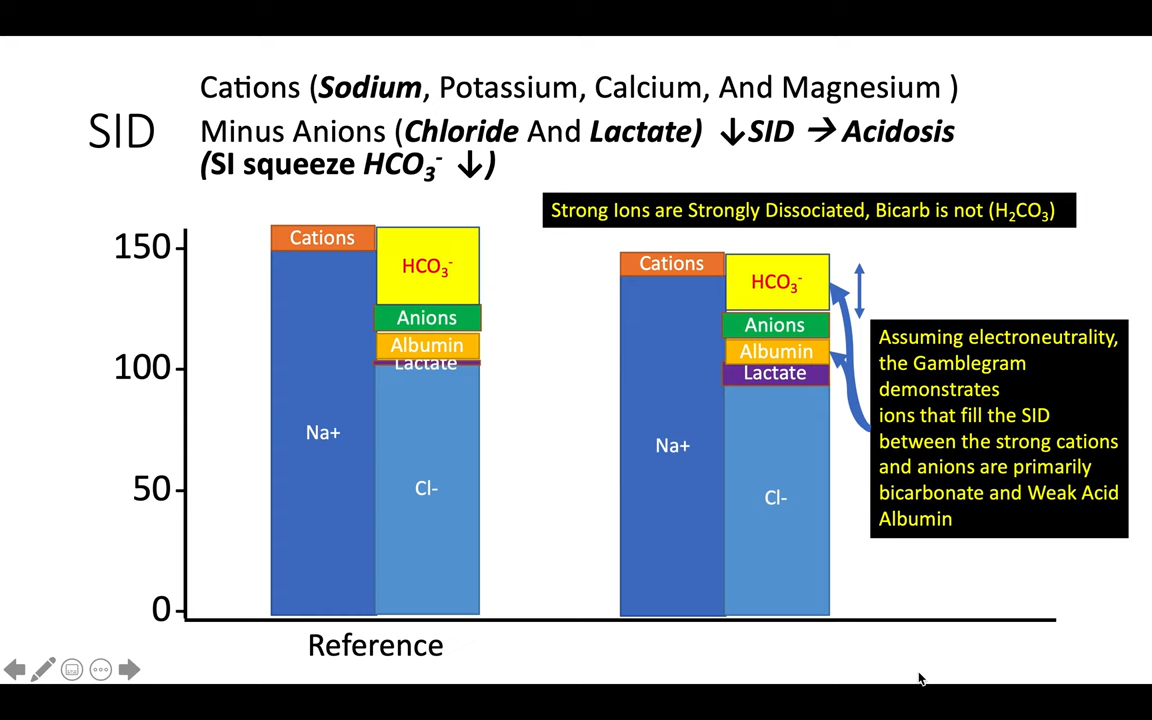 Cations (Sodium, Potassium, Calcium, And Magnesium )
SID
Minus Anions (Chloride And Lactate) ↓SID → Acidosis
(SI squeeze HCO₃⁻ ↓)
Strong Ions are Strongly Dissociated, Bicarb is not (H₂CO₃)
150
100
50
0
Cations
Na+
HCO₃⁻
Anions
Albumin
Lactate
Cl-
Reference
Cations
Na+
HCO₃⁻
Anions
Albumin
Lactate
Cl-
Assuming electroneutrality,
the Gamblegram
demonstrates
ions that fill the SID
between the strong cations
and anions are primarily
bicarbonate and Weak Acid
Albumin